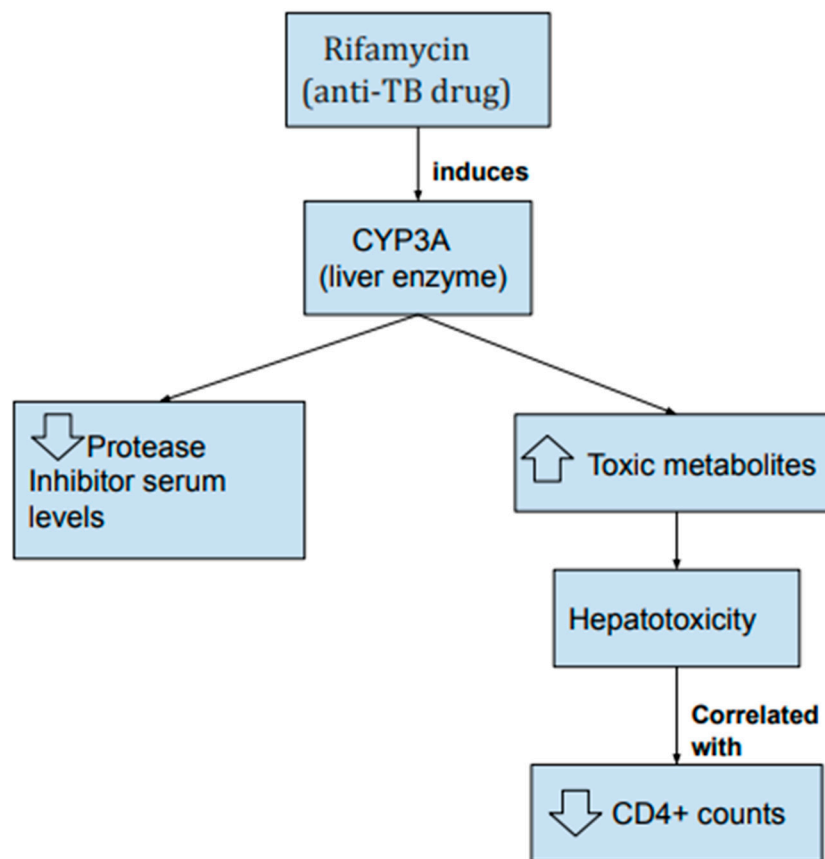 Rifamycin
(anti-TB drug)
induces
CYP3A
(liver enzyme)
Protease
Inhibitor serum
levels
Toxic metabolites
Hepatotoxicity
Correlated
with
CD4+ counts